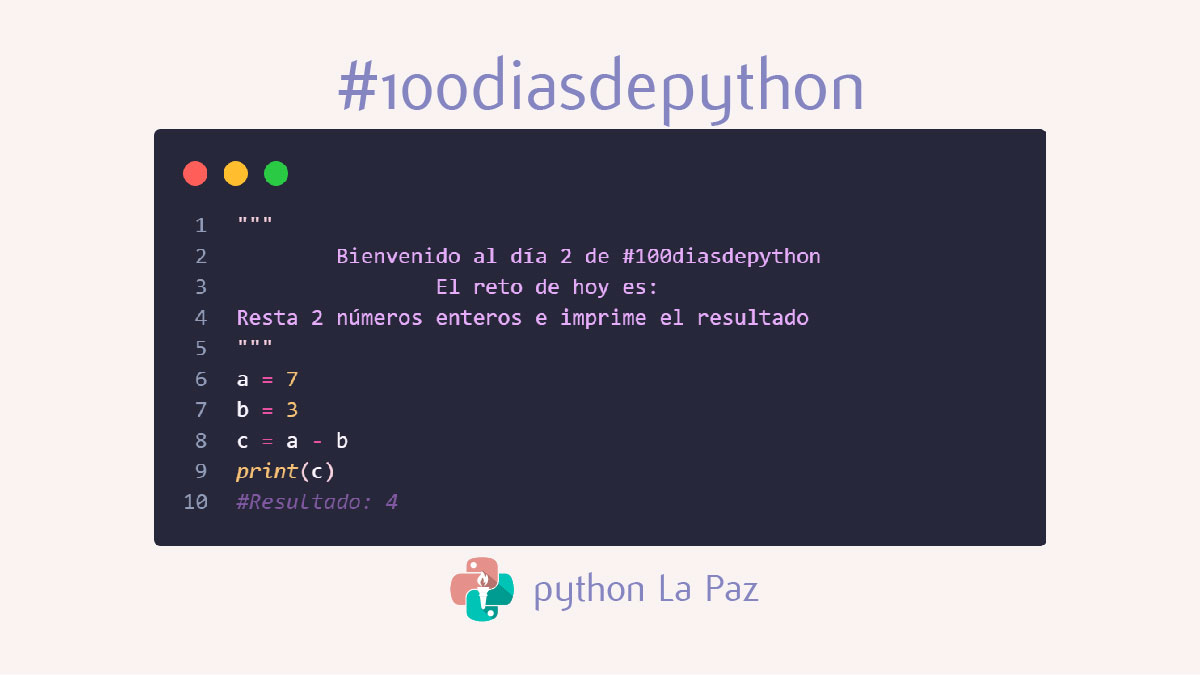 #100diasdepython
1 """
2         Bienvenido al día 2 de #100diasdepython
3                 El reto de hoy es:
4 Resta 2 números enteros e imprime el resultado
5 """
6 a = 7
7 b = 3
8 c = a - b
9 print(c)
10 #Resultado: 4
python La Paz